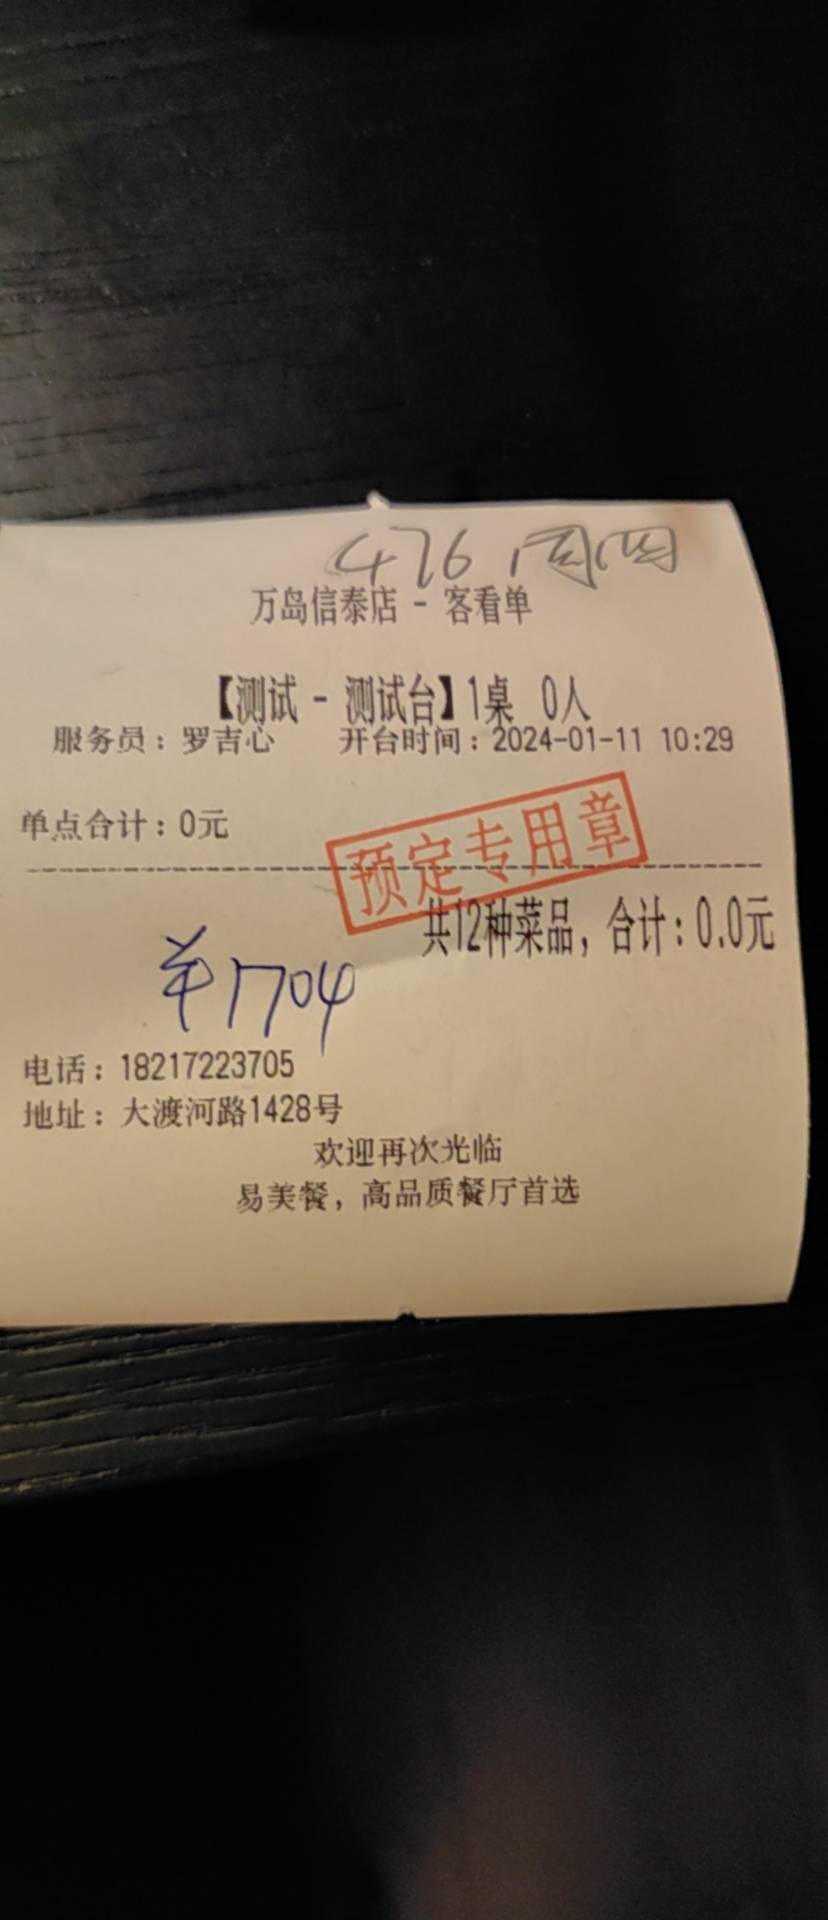 476 周四
万岛信泰店 - 客看单
【测试 - 测试台】1桌 0人
服务员：罗吉心 开台时间：2024-01-11 10:29
单点合计：0元
预定专用章
共12种菜品，合计：0.0元
¥1704
电话：18217223705
地址：大渡河路1428号
欢迎再次光临
易美餐，高品质餐厅首选